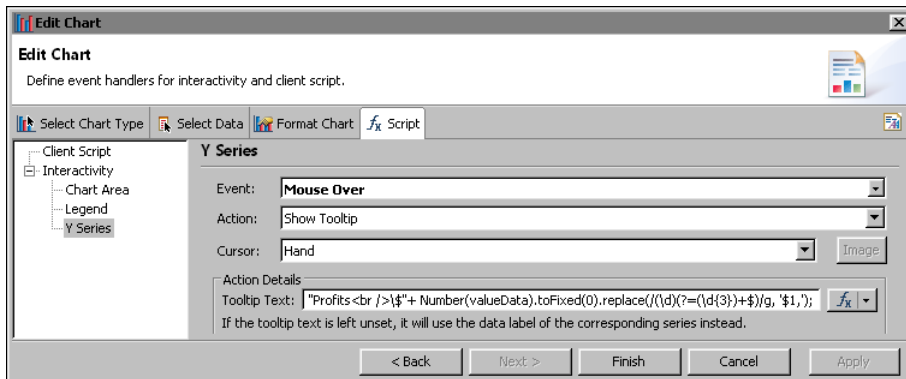 Edit Chart
Edit Chart
Define event handlers for interactivity and client script.
Select Chart Type Select Data Format Chart fx Script
Client Script
Interactivity
Chart Area
Legend
Y Series
Y Series
Event: Mouse Over
Action: Show Tooltip
Cursor: Hand Image
Action Details
Tooltip Text: "Profits<br />\$"+ Number(valueData).toFixed(0).replace(/(\d)(?=(\d{3})+$)/g, '$1,'); fx
If the tooltip text is left unset, it will use the data label of the corresponding series instead.
< Back Next > Finish Cancel Apply